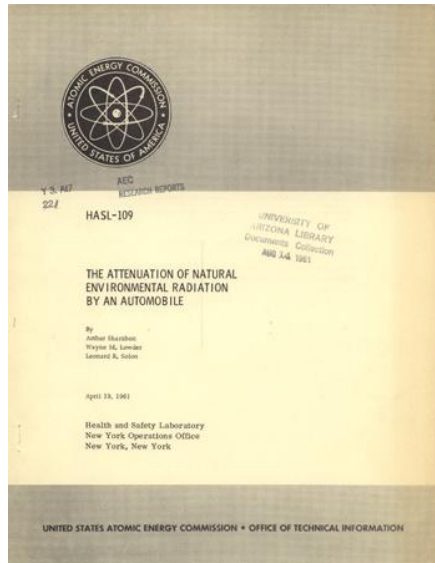 ATOMIC ENERGY COMMISSION
UNITED STATES OF AMERICA
Y 3. At7
22/
AEC
RESEARCH REPORTS
HASL-109
UNIVERSITY OF
ARIZONA LIBRARY
Documents Collection
AUG 14 1961
THE ATTENUATION OF NATURAL
ENVIRONMENTAL RADIATION
BY AN AUTOMOBILE
By
Arthur Shambon
Wayne M. Lowder
Leonard R. Solon
April 19, 1961
Health and Safety Laboratory
New York Operations Office
New York, New York
UNITED STATES ATOMIC ENERGY COMMISSION • OFFICE OF TECHNICAL INFORMATION